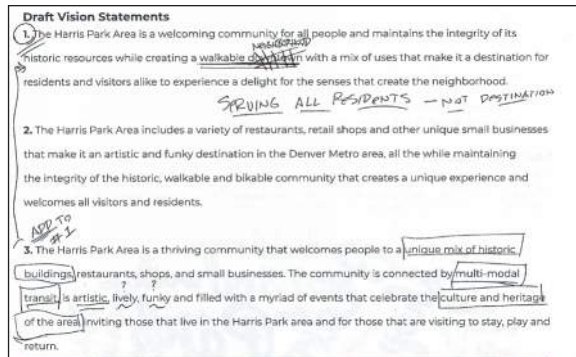 Draft Vision Statements
1. The Harris Park Area is a welcoming community for all people and maintains the integrity of its
NEIGHBORHOOD
historic resources while creating a walkable downtown with a mix of uses that make it a destination for
residents and visitors alike to experience a delight for the senses that create the neighborhood.
SERVING ALL RESIDENTS — NOT DESTINATION
2. The Harris Park Area includes a variety of restaurants, retail shops and other unique small businesses
that make it an artistic and funky destination in the Denver Metro area, all the while maintaining
the integrity of the historic, walkable and bikable community that creates a unique experience and
welcomes all visitors and residents.
ADD TO
#1
3. The Harris Park Area is a thriving community that welcomes people to a unique mix of historic
buildings, restaurants, shops, and small businesses. The community is connected by multi-modal
? ?
transit, is artistic, lively, funky and filled with a myriad of events that celebrate the culture and heritage
of the area inviting those that live in the Harris Park area and for those that are visiting to stay, play and
return.